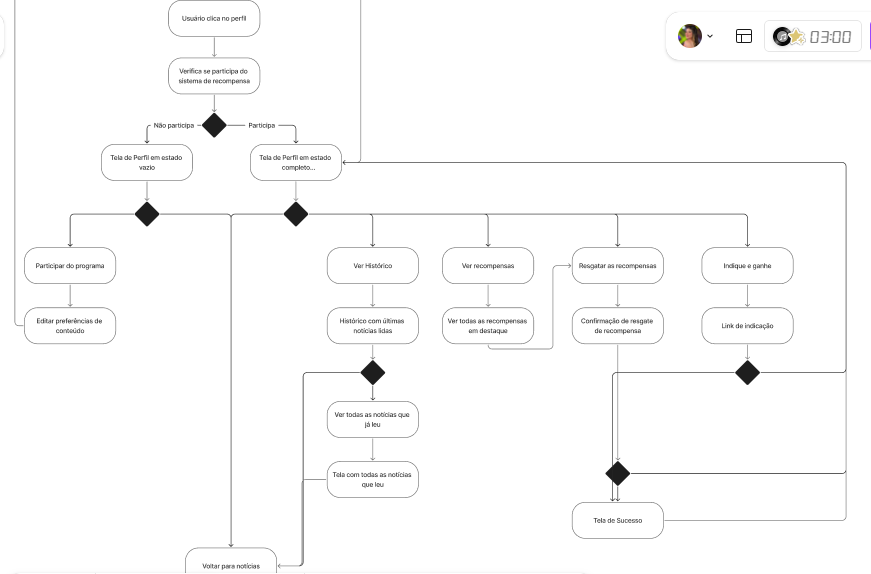 Usuário clica no perfil
03:00
Verifica se participa do
sistema de recompensa
Não participa
Participa
Tela de Perfil em estado
vazio
Tela de Perfil em estado
completo...
Participar do programa
Ver Histórico
Ver recompensas
Resgatar as recompensas
Indique e ganhe
Editar preferências de
conteúdo
Histórico com últimas
notícias lidas
Ver todas as recompensas
em destaque
Confirmação de resgate
de recompensa
Link de indicação
Ver todas as notícias que
já leu
Tela com todas as notícias
que leu
Tela de Sucesso
Voltar para notícias